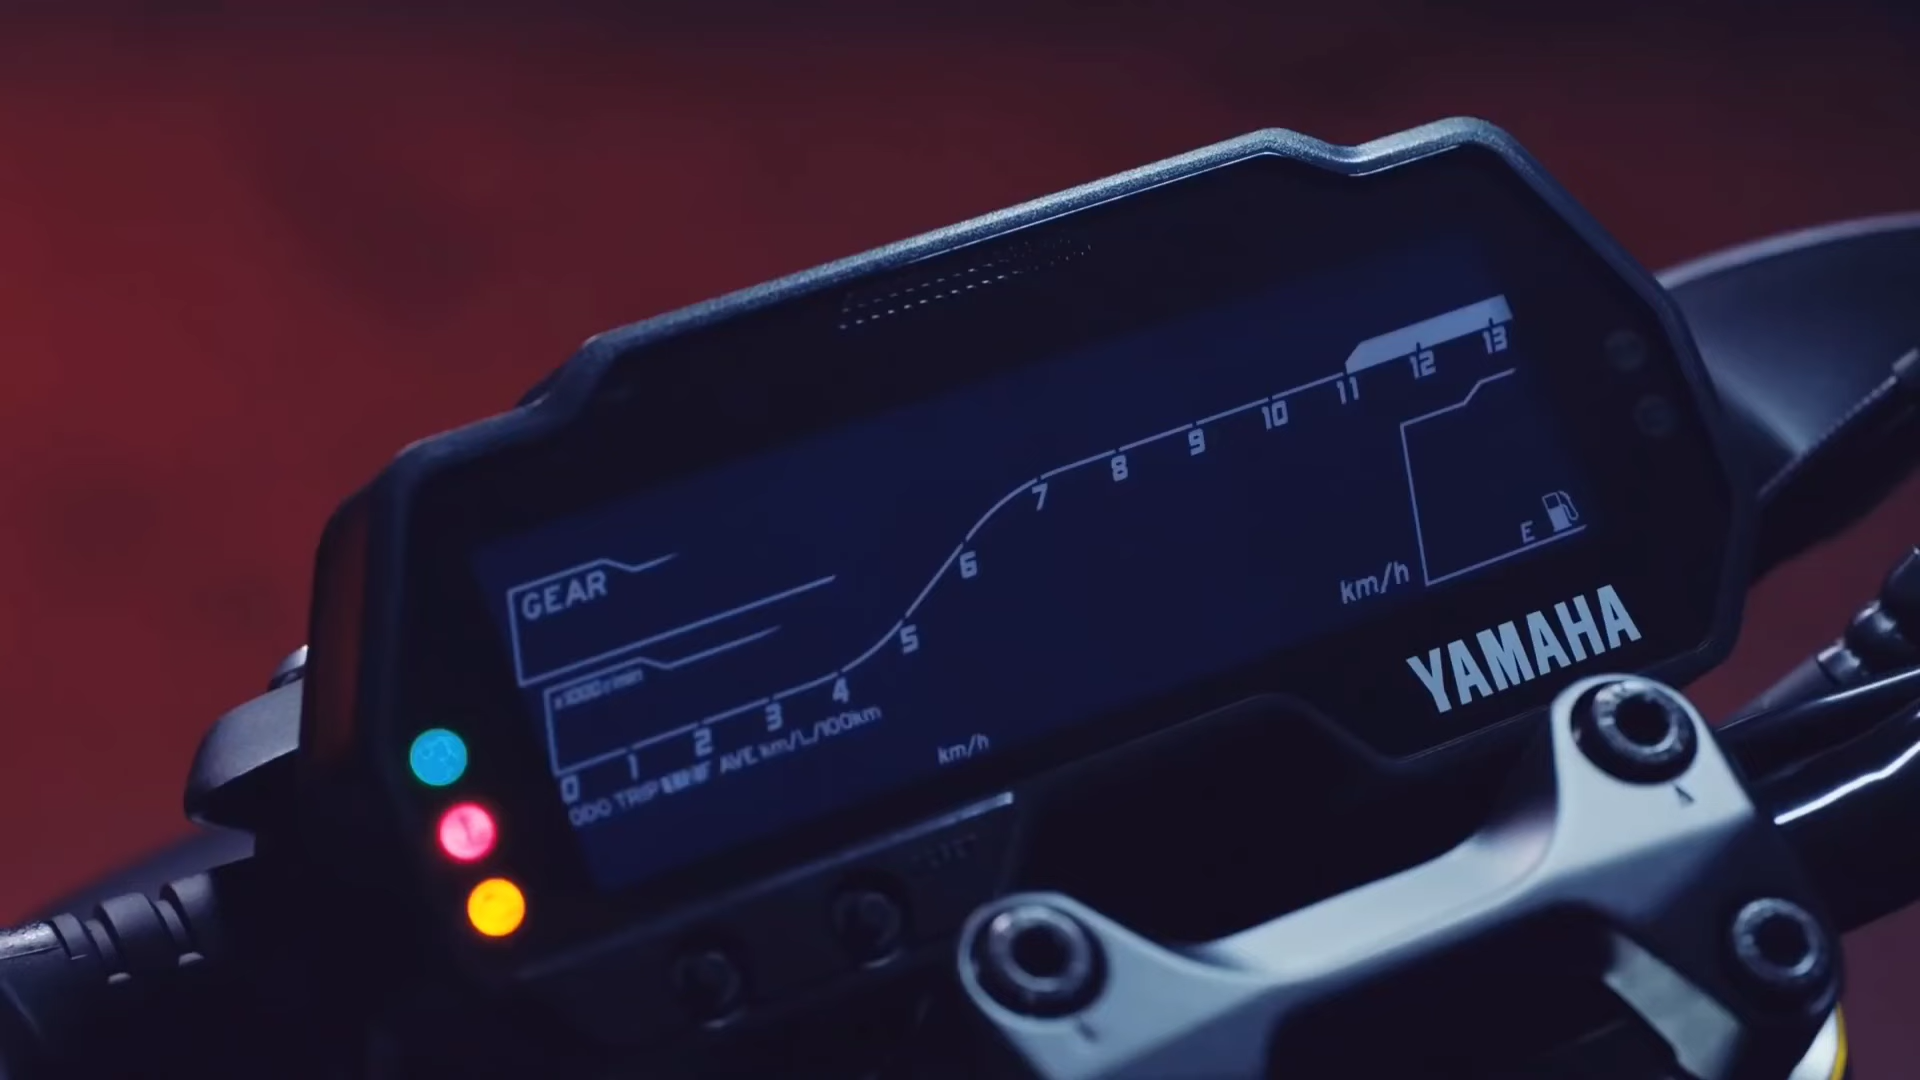 GEAR
x1000r/min
0 1 2 3 4 5 6 7 8 9 10 11 12 13
ODO TRIP AVE km/L/100km
km/h
km/h
E
YAMAHA